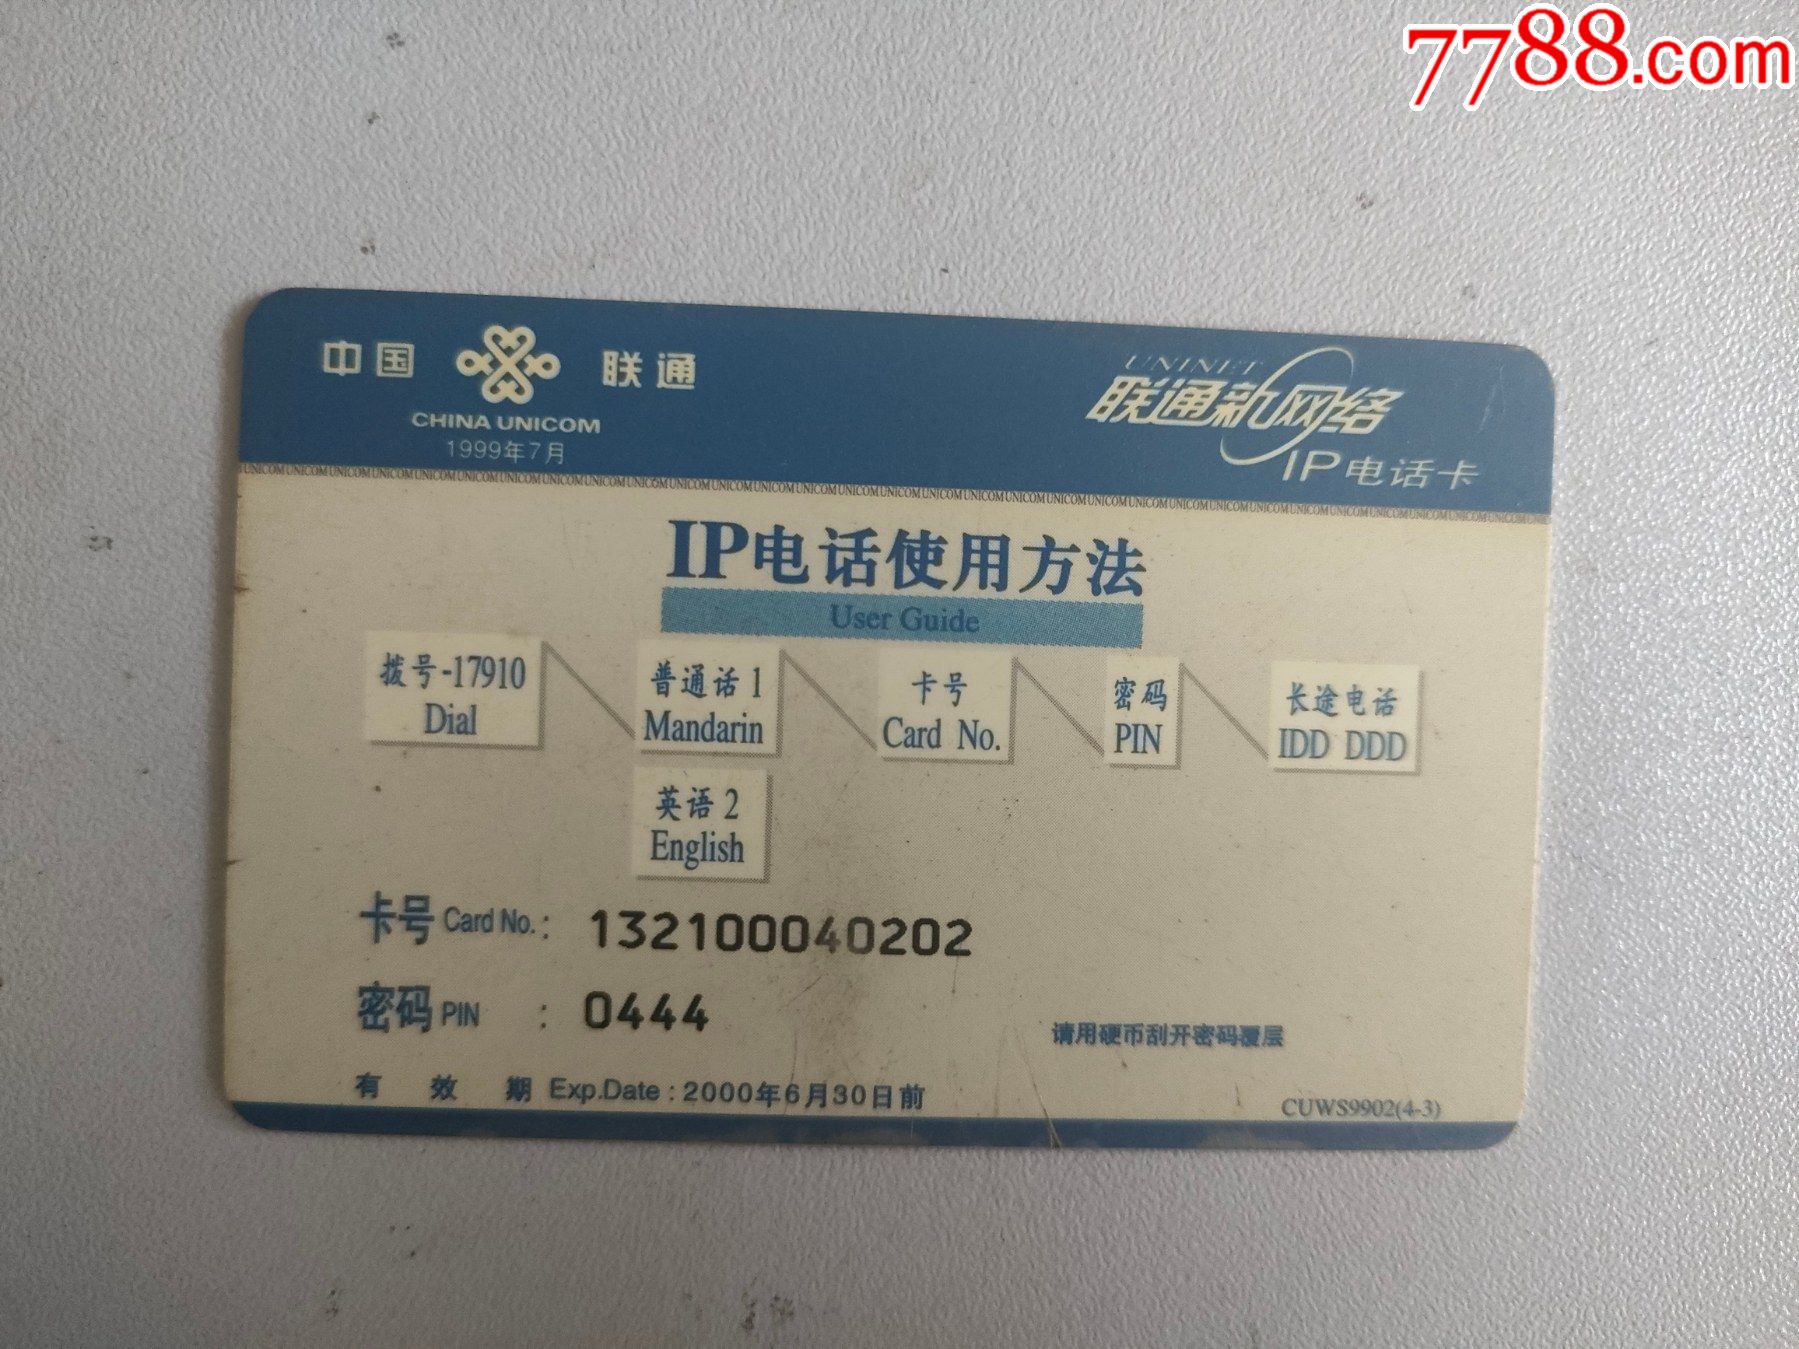 7788.com
中国 联通
CHINA UNICOM
1999年7月
UNINET
联通新网络
IP电话卡
UNICOMUNICOMUNICOMUNICOMUNICOMUNICOMUNICOMUNICOMUNICOMUNICOMUNICOMUNICOMUNICOMUNICOMUNICOMUNICOMUNICOMUNICOMUNICOMUNICOMUNICOMUNICOMUNICOMUNICOMUNICOMUNICOMUNICOMUNICOMUNICOMUNICOM
IP电话使用方法
User Guide
拨号-17910
Dial
普通话 1
Mandarin
卡号
Card No.
密码
PIN
长途电话
IDD DDD
英语 2
English
卡号 Card No.: 132100040202
密码 PIN : 0444
请用硬币刮开密码覆层
有效期 Exp.Date : 2000年6月30日前
CUWS9902(4-3)